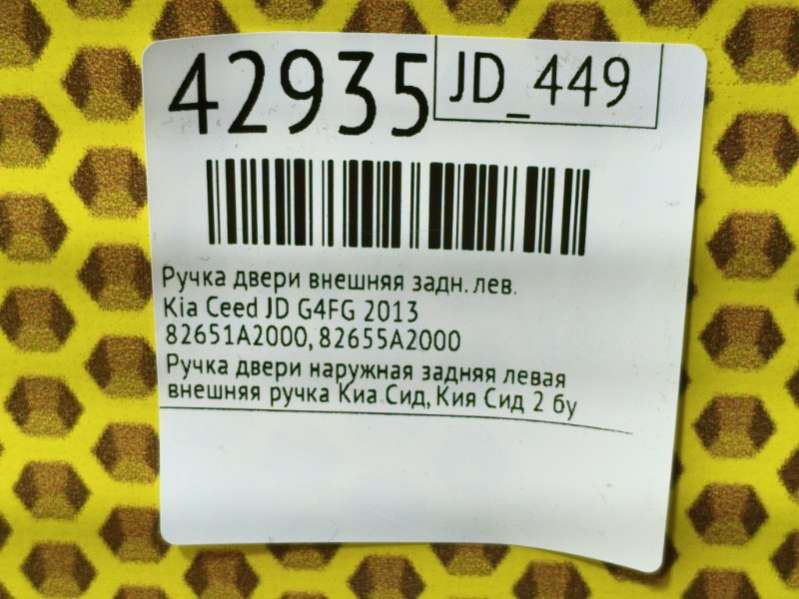 42935
JD_449
Ручка двери внешняя задн. лев.
Kia Ceed JD G4FG 2013
82651A2000, 82655A2000
Ручка двери наружная задняя левая
внешняя ручка Киа Сид, Кия Сид 2 бу